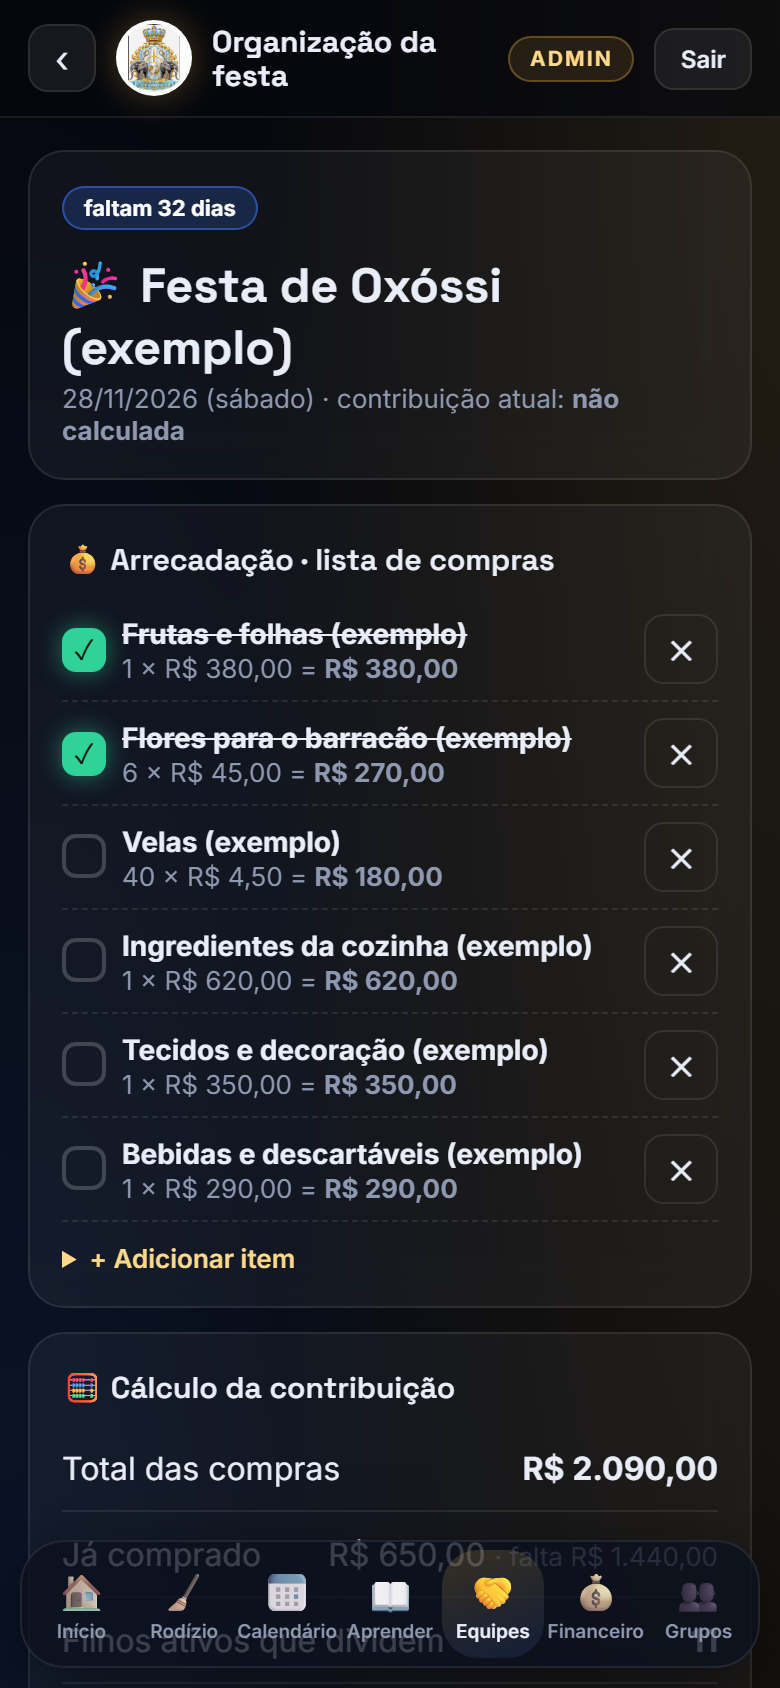 Organização da
festa
ADMIN
Sair
faltam 32 dias
Festa de Oxóssi
(exemplo)
28/11/2026 (sábado) · contribuição atual: não
calculada
Arrecadação · lista de compras
Frutas e folhas (exemplo)
1 × R$ 380,00 = R$ 380,00
Flores para o barracão (exemplo)
6 × R$ 45,00 = R$ 270,00
Velas (exemplo)
40 × R$ 4,50 = R$ 180,00
Ingredientes da cozinha (exemplo)
1 × R$ 620,00 = R$ 620,00
Tecidos e decoração (exemplo)
1 × R$ 350,00 = R$ 350,00
Bebidas e descartáveis (exemplo)
1 × R$ 290,00 = R$ 290,00
+ Adicionar item
Cálculo da contribuição
Total das compras R$ 2.090,00
Já comprado R$ 650,00 · falta R$ 1.440,00
Filhos ativos que dividem
Início Rodízio Calendário Aprender Equipes Financeiro Grupos